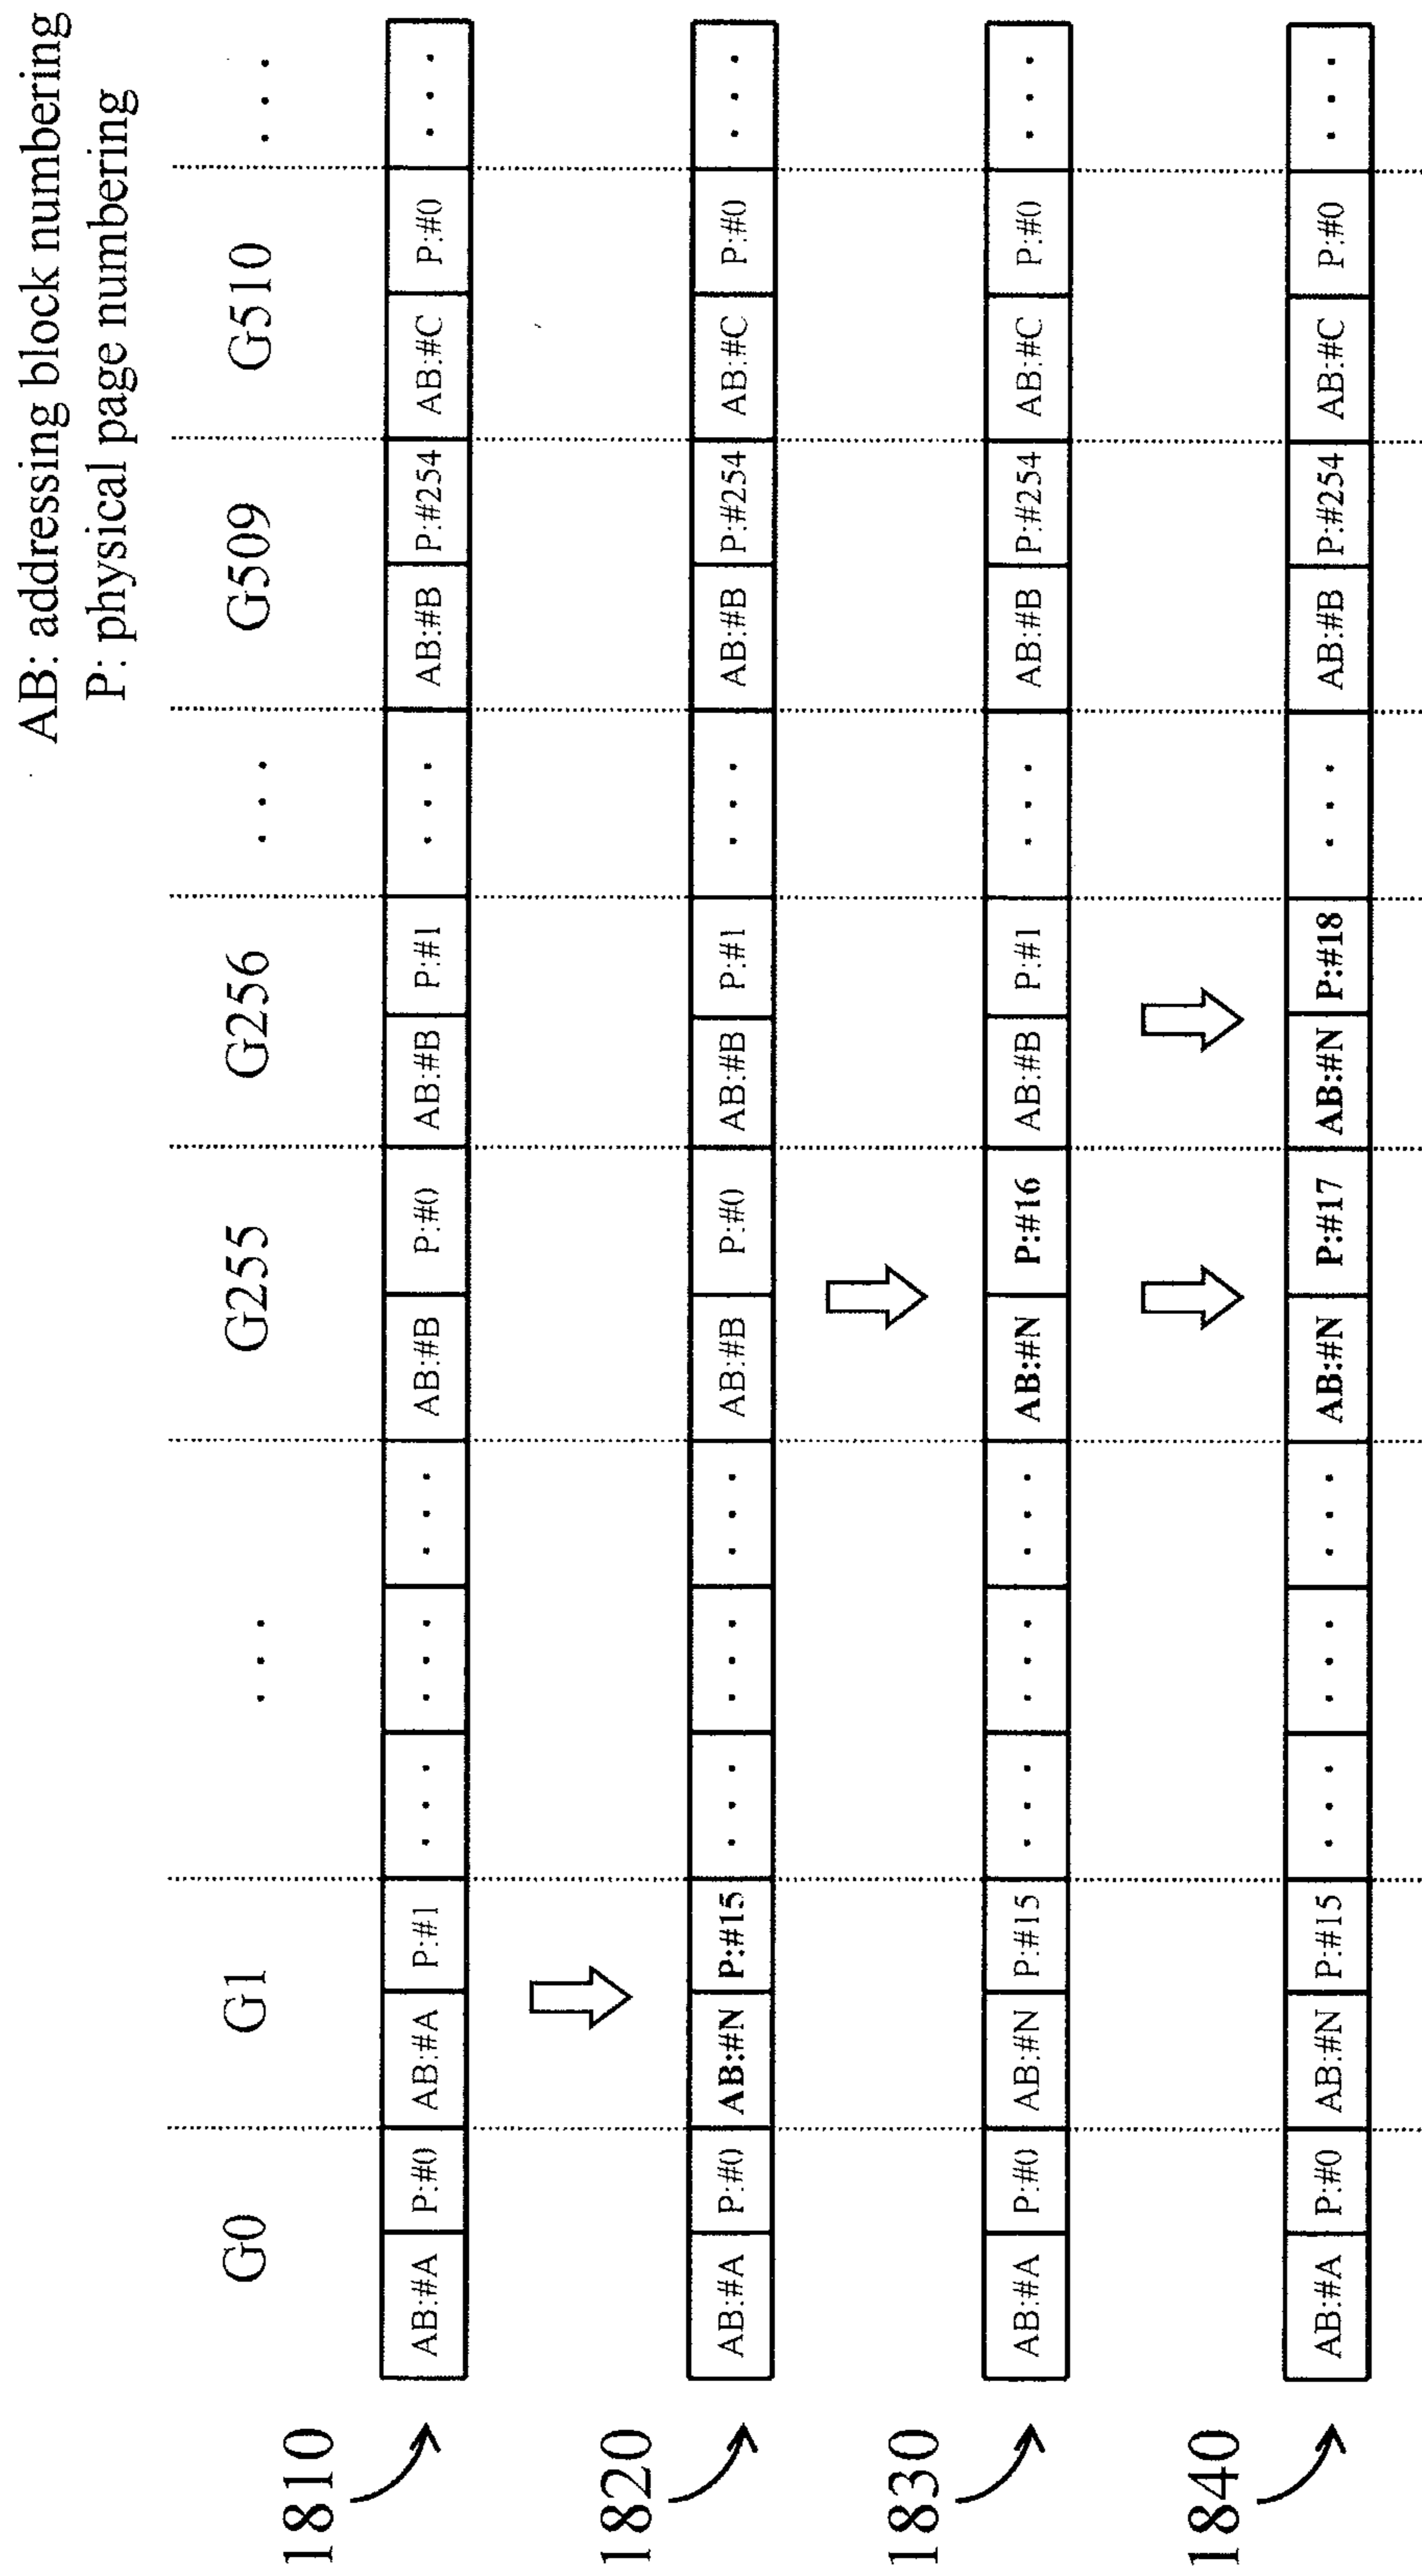 AB: addressing block numbering
P: physical page numbering
G0 G1 ... G255 G256 ... G509 G510 ...
1810 AB:#A P:#0 AB:#A P:#1 ... ... ... AB:#B P:#0 AB:#B P:#1 ... AB:#B P:#254 AB:#C P:#0 ...
1820 AB:#A P:#0 AB:#N P:#15 ... ... ... AB:#B P:#0 AB:#B P:#1 ... AB:#B P:#254 AB:#C P:#0 ...
1830 AB:#A P:#0 AB:#N P:#15 ... ... ... AB:#N P:#16 AB:#B P:#1 ... AB:#B P:#254 AB:#C P:#0 ...
1840 AB:#A P:#0 AB:#N P:#15 ... ... ... AB:#N P:#17 AB:#N P:#18 ... AB:#B P:#254 AB:#C P:#0 ...